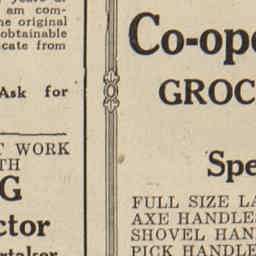 am com-
he original
obtainable
cate from
Ask for
T WORK
TH
G
ctor
Co-ope
GROC
Spe
FULL SIZE LA
AXE HANDLES
SHOVEL HAN
PICK HANDLE